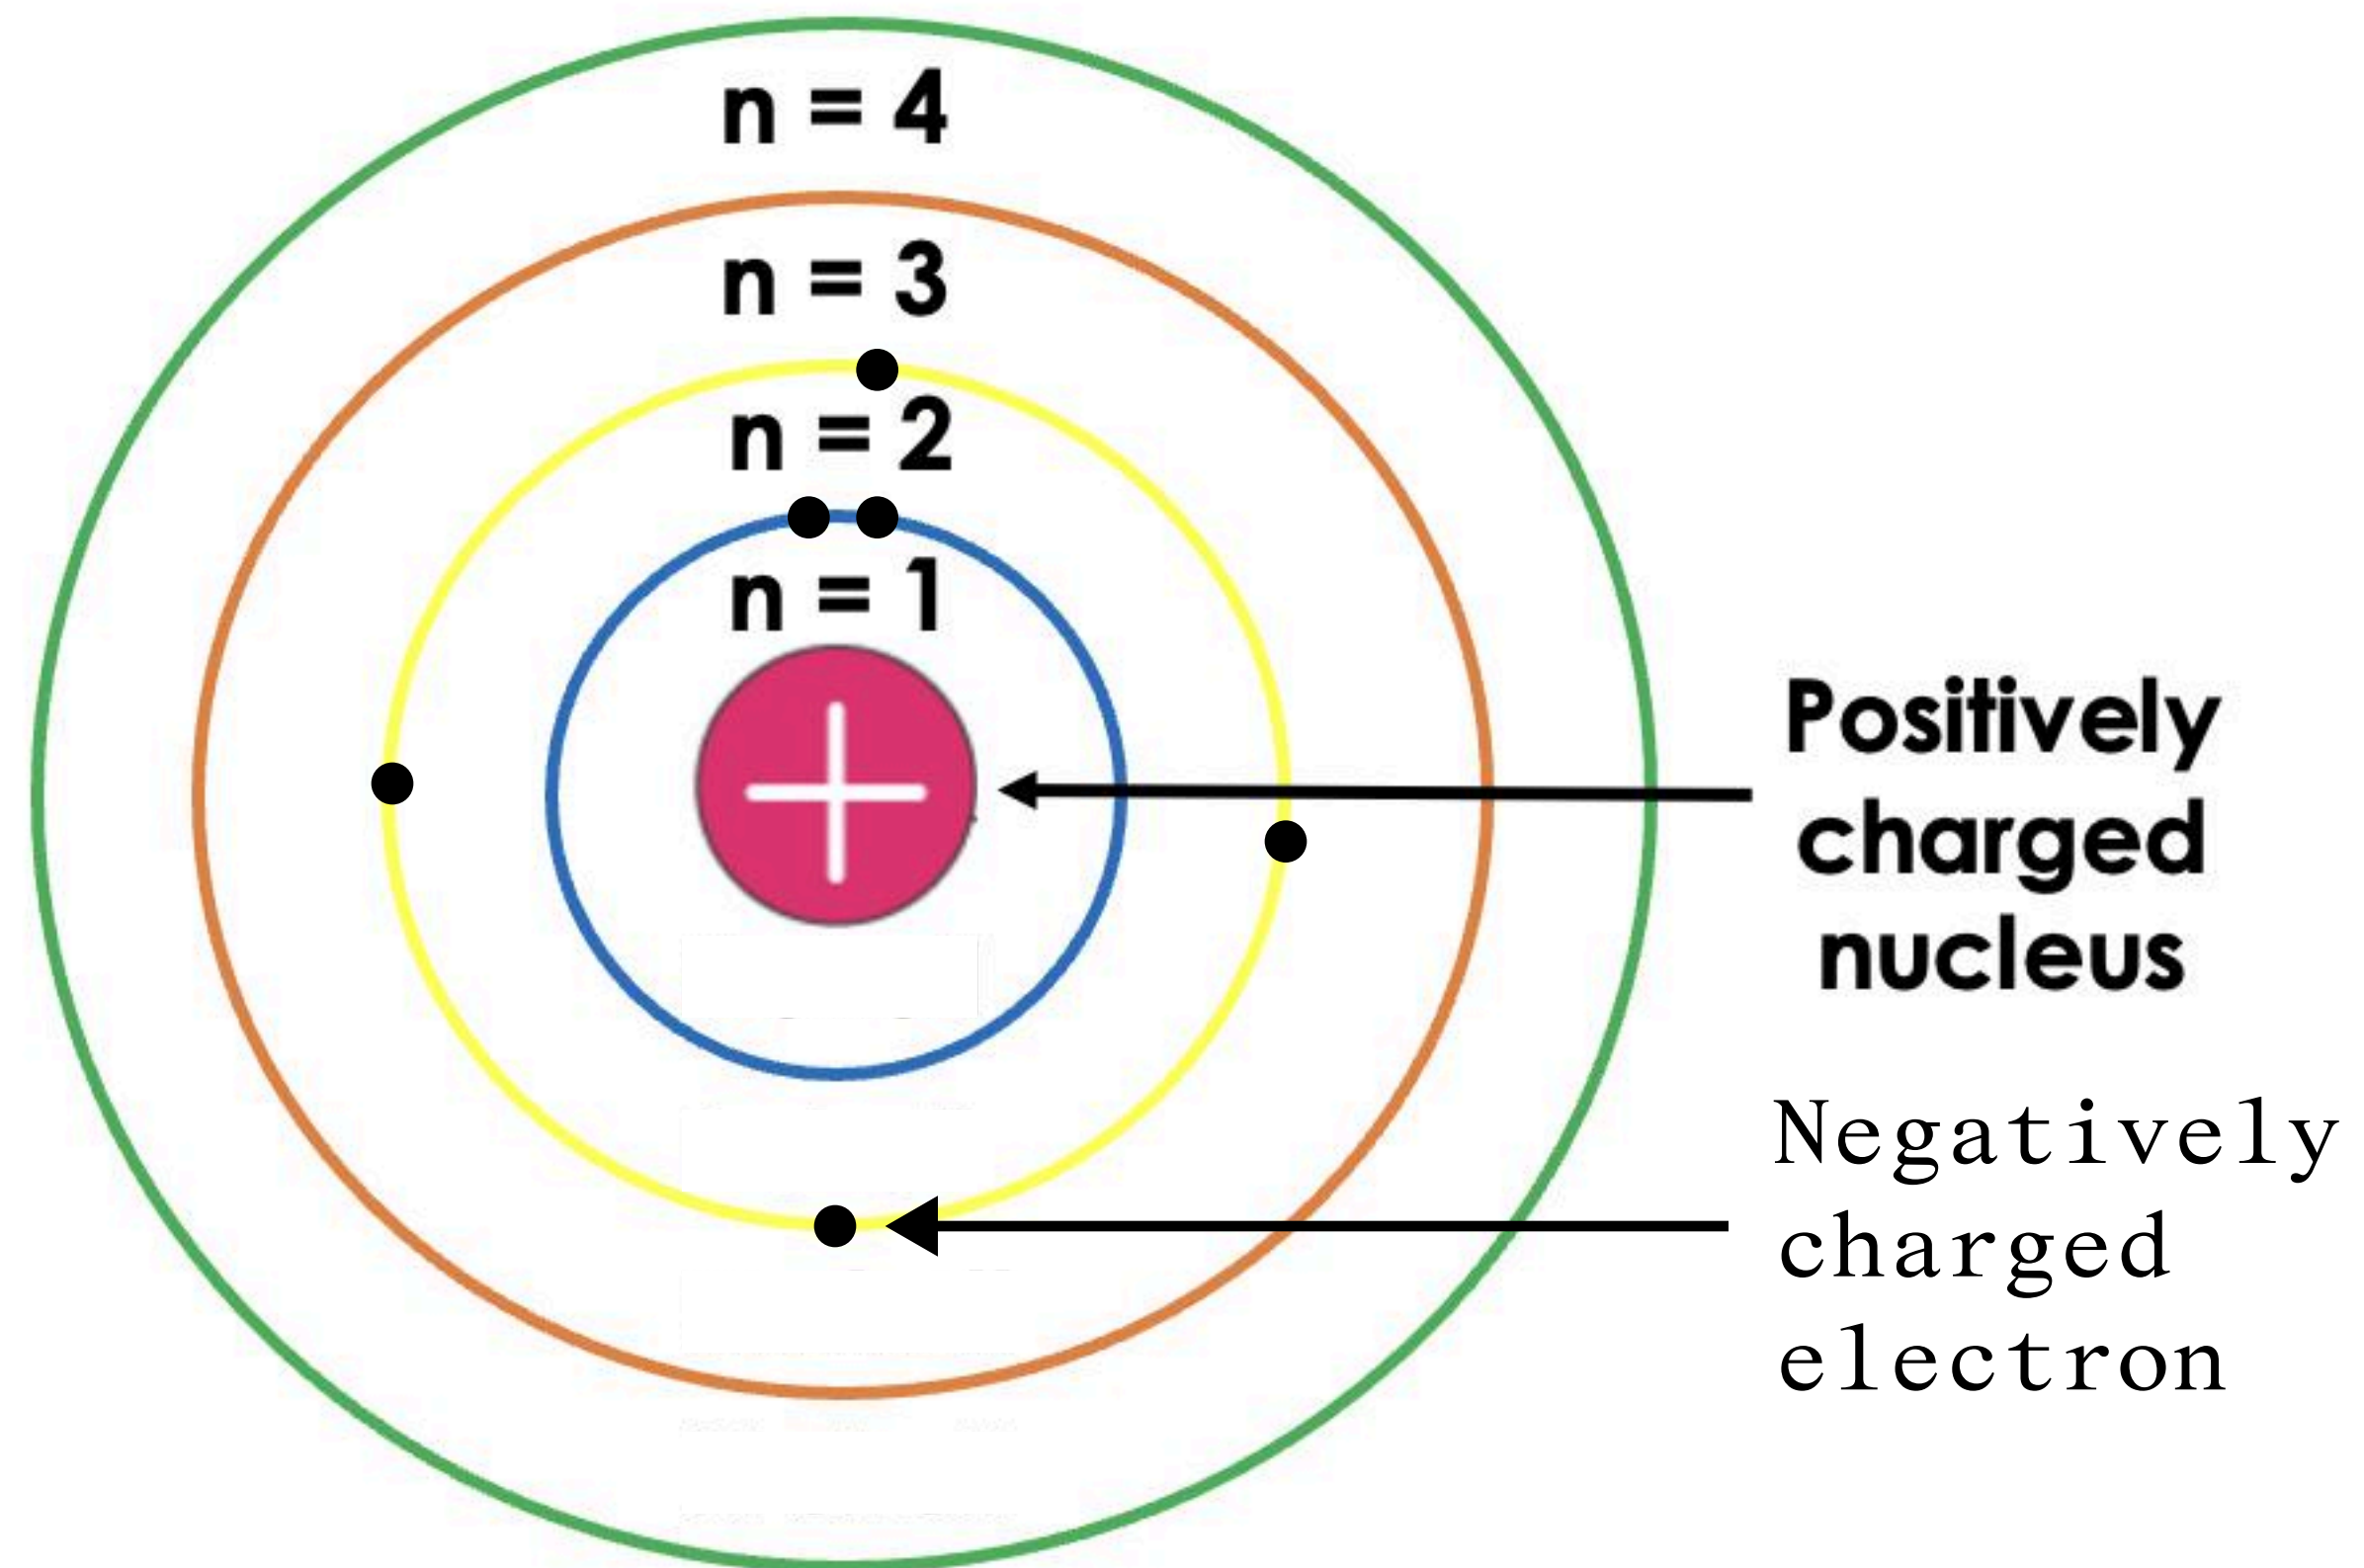 n = 4
n = 3
n = 2
n = 1
Positively
charged
nucleus
Negatively
charged
electron